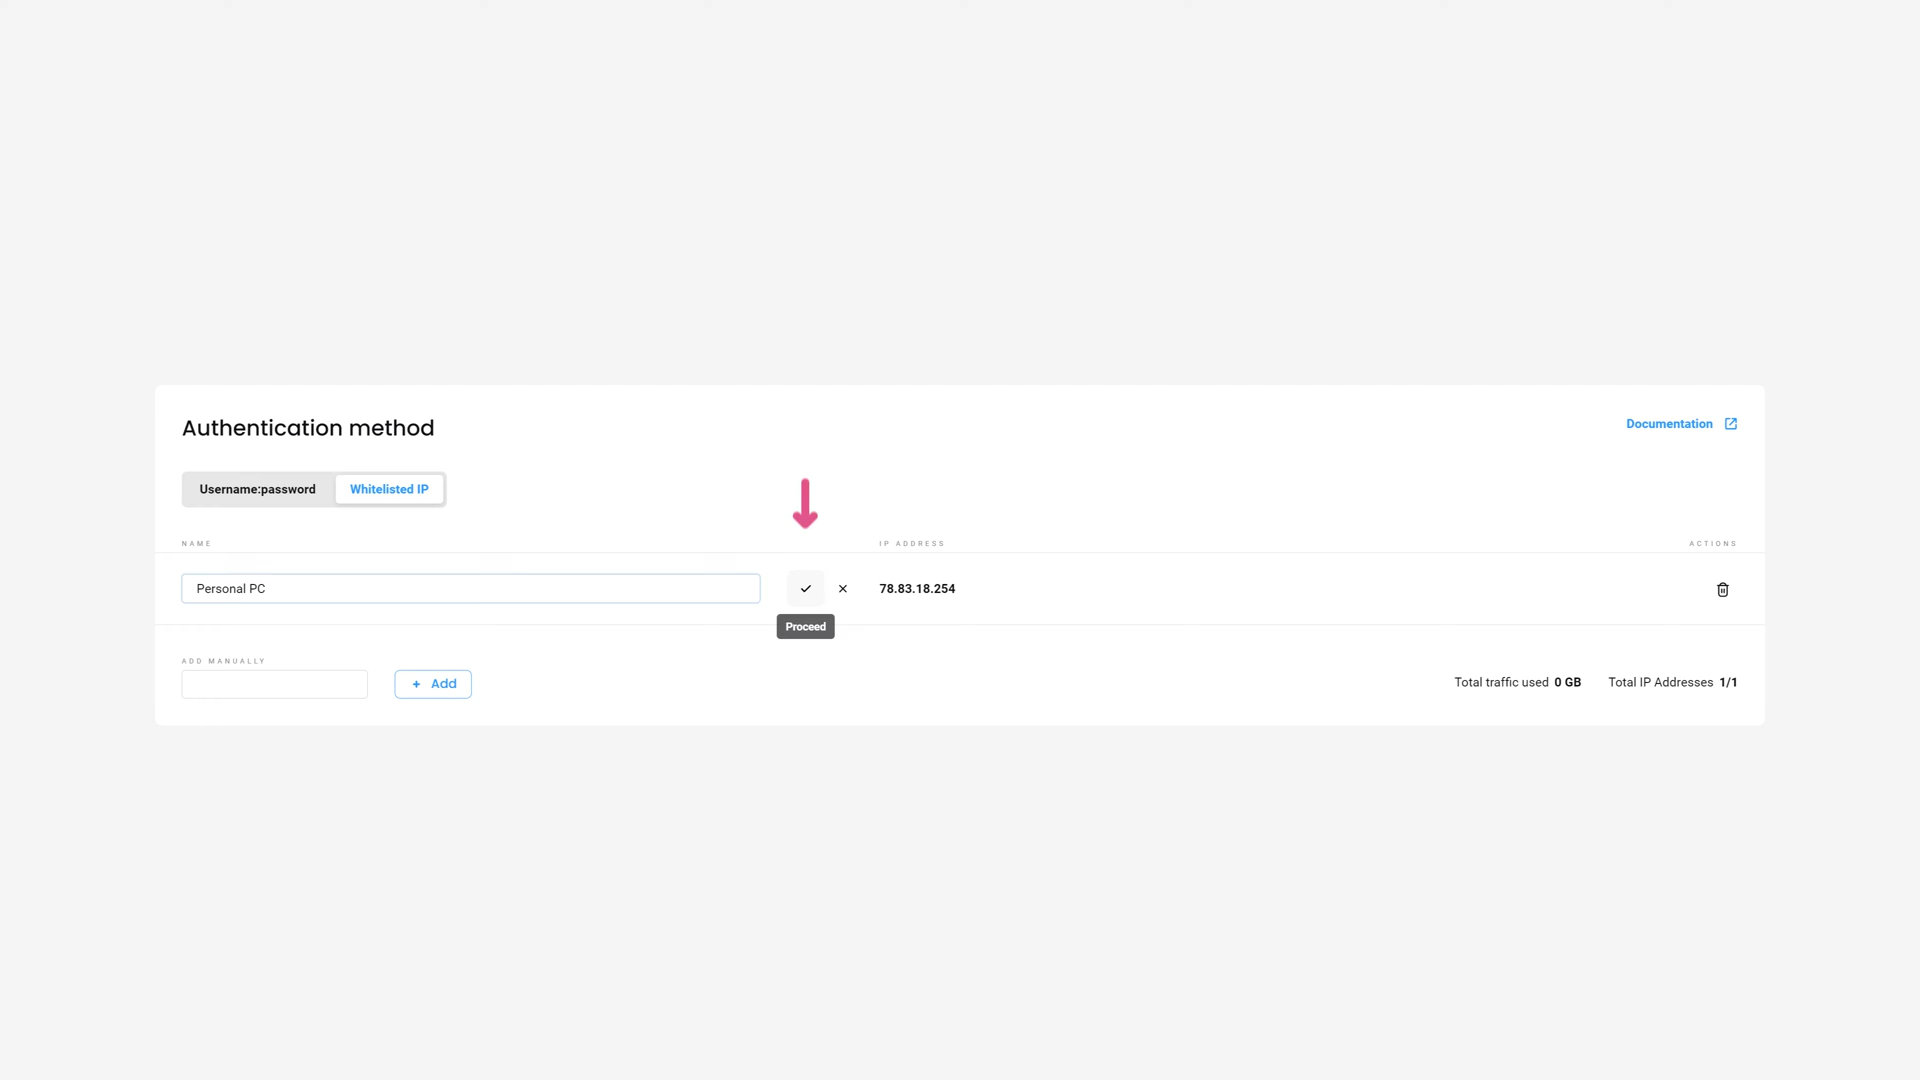 Authentication method
Documentation
Username:password
Whitelisted IP
NAME
IP ADDRESS
ACTIONS
Personal PC
78.83.18.254
Proceed
ADD MANUALLY
+ Add
Total traffic used 0 GB
Total IP Addresses 1/1